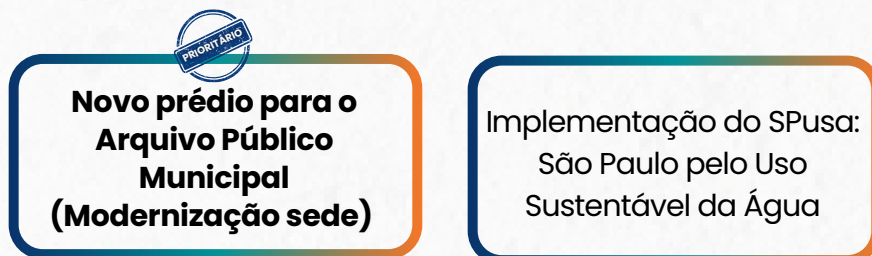 PRIORITÁRIO
Novo prédio para o
Arquivo Público
Municipal
(Modernização sede)
Implementação do SPusa:
São Paulo pelo Uso
Sustentável da Água